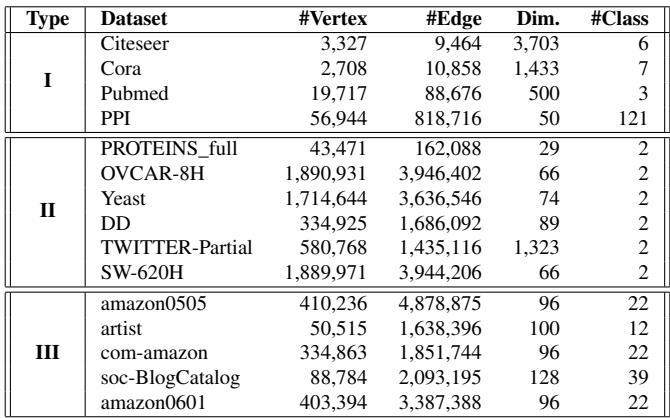 Type Dataset #Vertex #Edge Dim. #Class
I
Citeseer 3,327 9,464 3,703 6
Cora 2,708 10,858 1,433 7
Pubmed 19,717 88,676 500 3
PPI 56,944 818,716 50 121
II
PROTEINS_full 43,471 162,088 29 2
OVCAR-8H 1,890,931 3,946,402 66 2
Yeast 1,714,644 3,636,546 74 2
DD 334,925 1,686,092 89 2
TWITTER-Partial 580,768 1,435,116 1,323 2
SW-620H 1,889,971 3,944,206 66 2
III
amazon0505 410,236 4,878,875 96 22
artist 50,515 1,638,396 100 12
com-amazon 334,863 1,851,744 96 22
soc-BlogCatalog 88,784 2,093,195 128 39
amazon0601 403,394 3,387,388 96 22